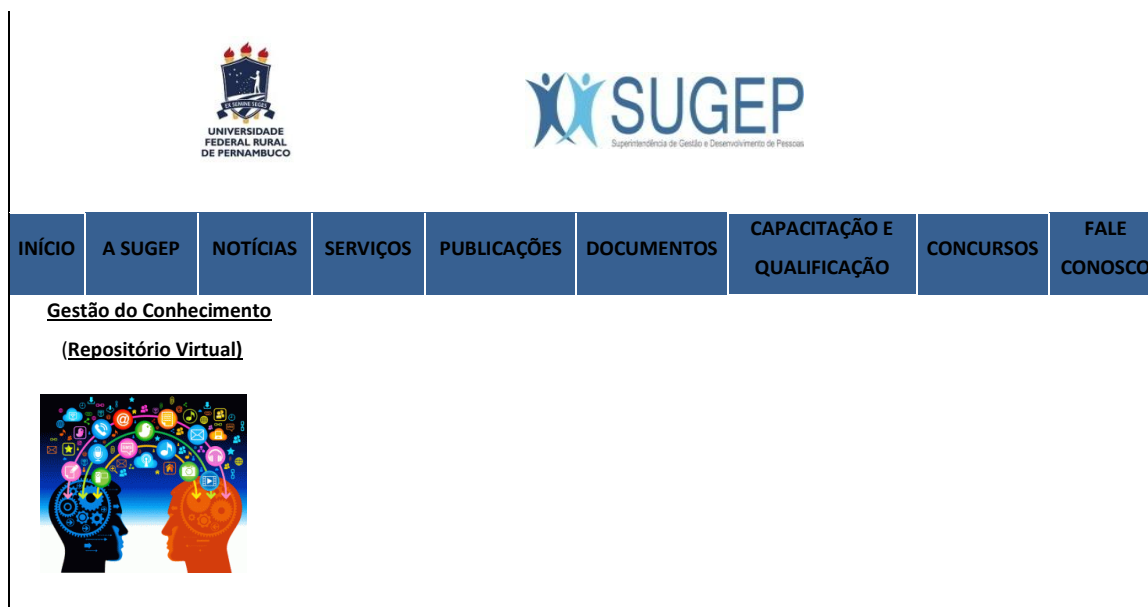 EX SEMINE SEGES
UNIVERSIDADE
FEDERAL RURAL
DE PERNAMBUCO
SUGEP
Superintendência de Gestão e Desenvolvimento de Pessoas
INÍCIO
A SUGEP
NOTÍCIAS
SERVIÇOS
PUBLICAÇÕES
DOCUMENTOS
CAPACITAÇÃO E
QUALIFICAÇÃO
CONCURSOS
FALE
CONOSCO
Gestão do Conhecimento
(Repositório Virtual)